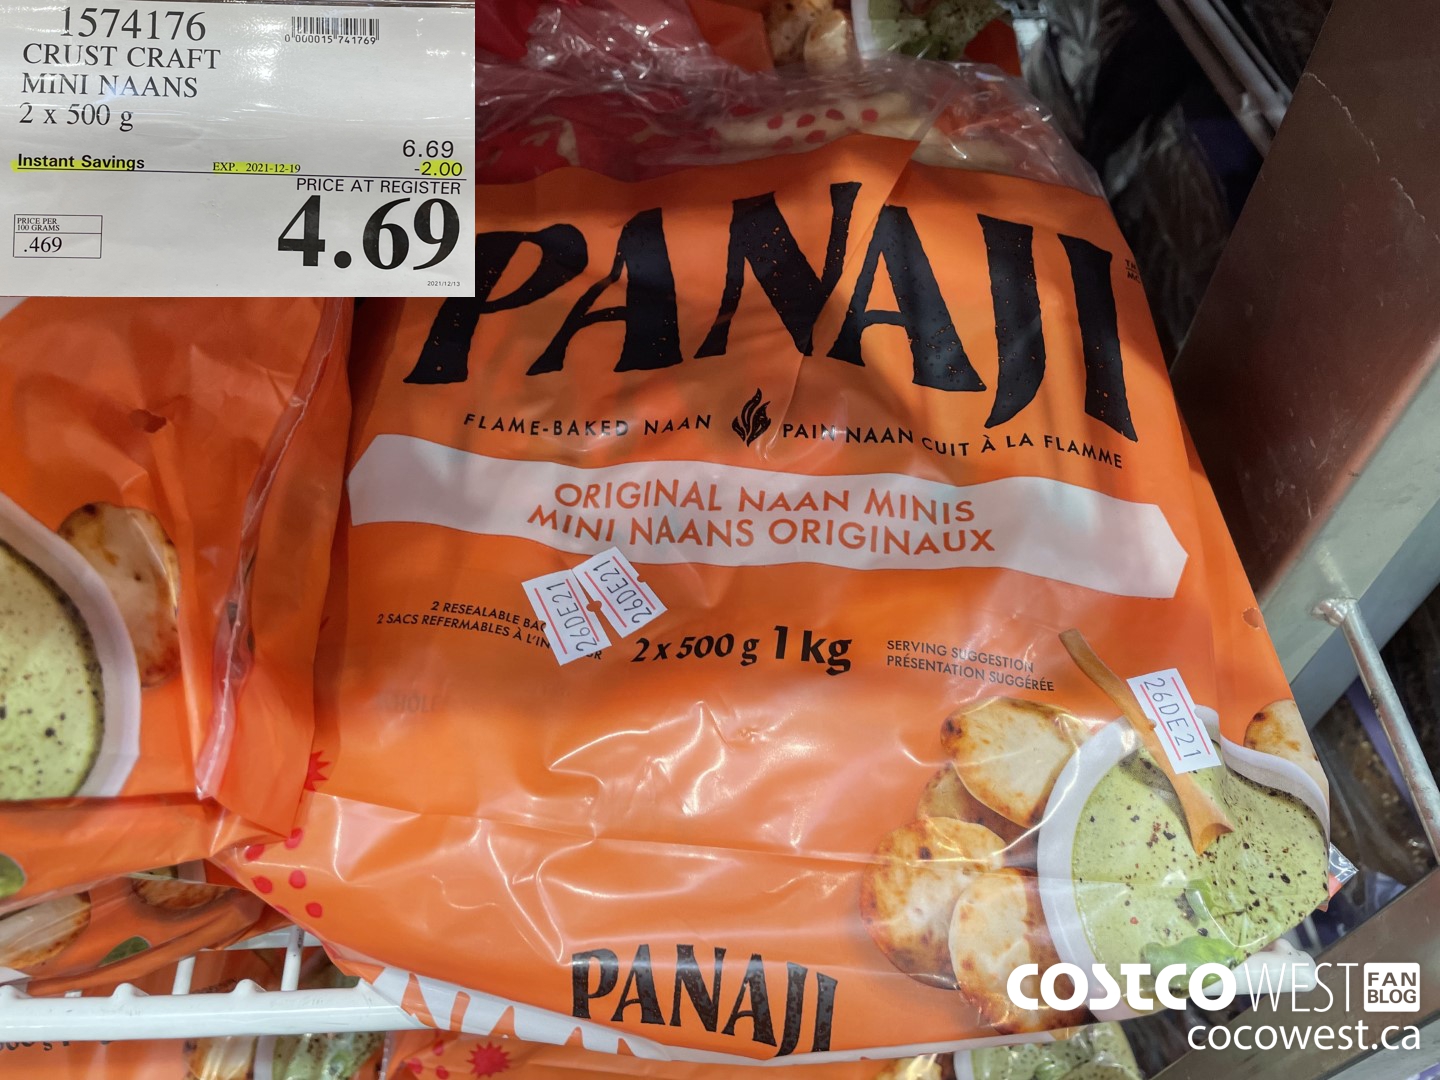 1574176
CRUST CRAFT
MINI NAANS
2 x 500 g
0 000015 741769
6.69
Instant Savings EXP. 2021-12-19 -2.00
PRICE AT REGISTER
4.69
PRICE PER
100 GRAMS
.469
2021/12/13
PANAJI
FLAME-BAKED NAAN PAIN NAAN CUIT À LA FLAMME
ORIGINAL NAAN MINIS
MINI NAANS ORIGINAUX
26DE21
26DE21
2 RESEALABLE
2 SACS REFERMABLES À
2 x 500 g 1 kg
SERVING SUGGESTION
PRÉSENTATION SUGGÉRÉE
26DE21
PANAJI
COSTCO WEST FAN BLOG
cocowest.ca